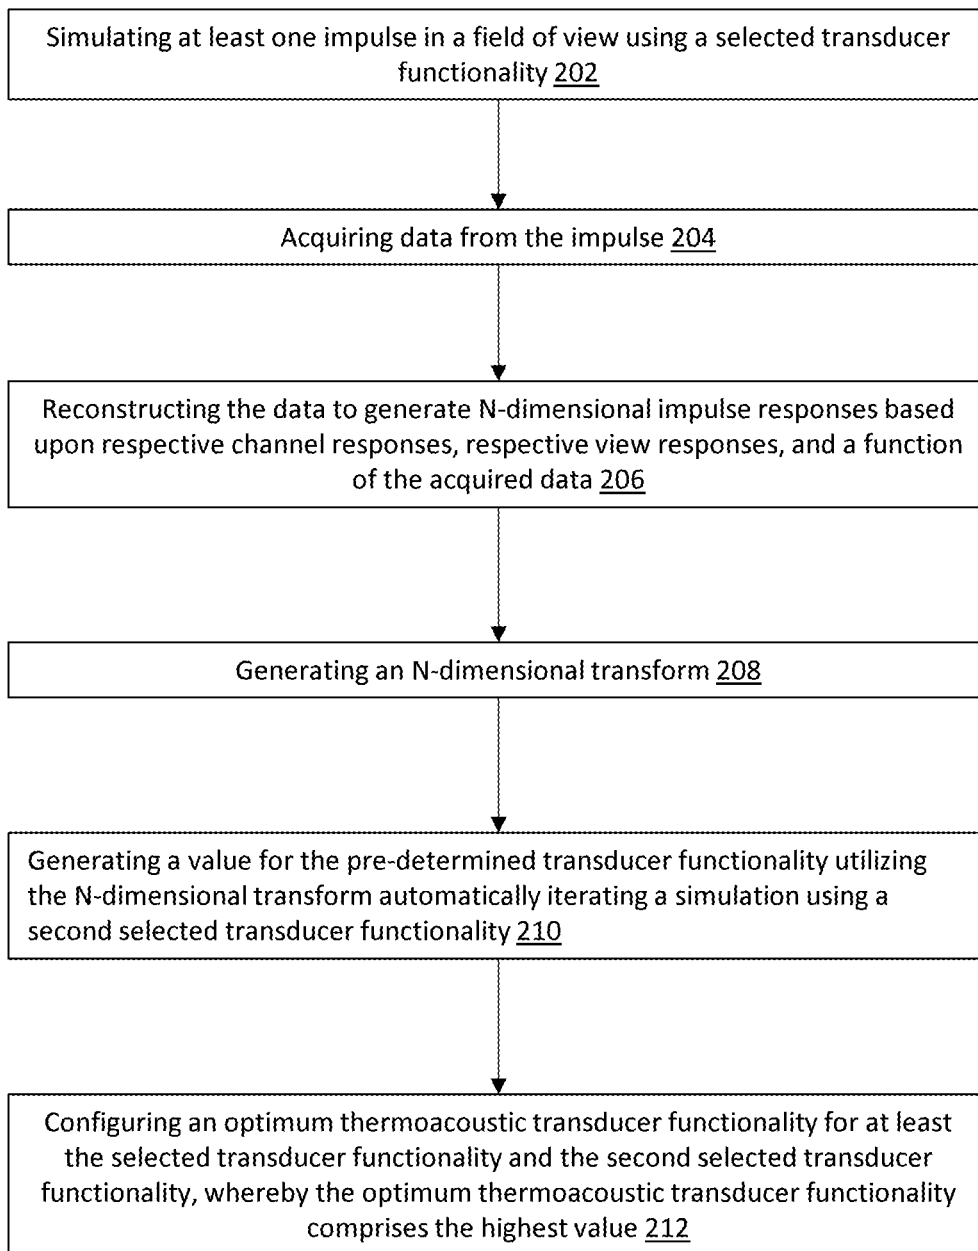 Simulating at least one impulse in a field of view using a selected transducer
functionality 202
Acquiring data from the impulse 204
Reconstructing the data to generate N-dimensional impulse responses based
upon respective channel responses, respective view responses, and a function
of the acquired data 206
Generating an N-dimensional transform 208
Generating a value for the pre-determined transducer functionality utilizing
the N-dimensional transform automatically iterating a simulation using a
second selected transducer functionality 210
Configuring an optimum thermoacoustic transducer functionality for at least
the selected transducer functionality and the second selected transducer
functionality, whereby the optimum thermoacoustic transducer functionality
comprises the highest value 212